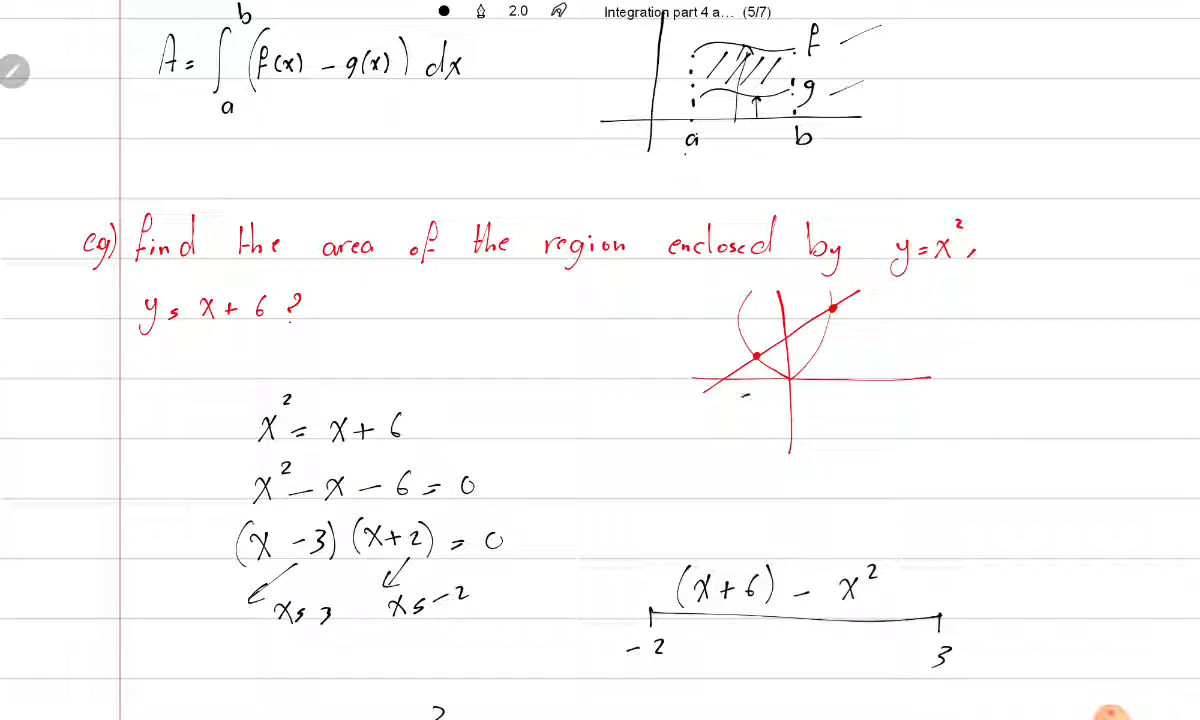 2.0 Integration part 4 a... (5/7)
A = ∫_a^b (f(x) - g(x)) dx
f
g
a b
eg) find the area of the region enclosed by y = x²,
y = x + 6 ?
x² = x + 6
x² - x - 6 = 0
(x - 3) (x + 2) = 0
x = 3 x = -2
(x + 6) - x²
-2 3